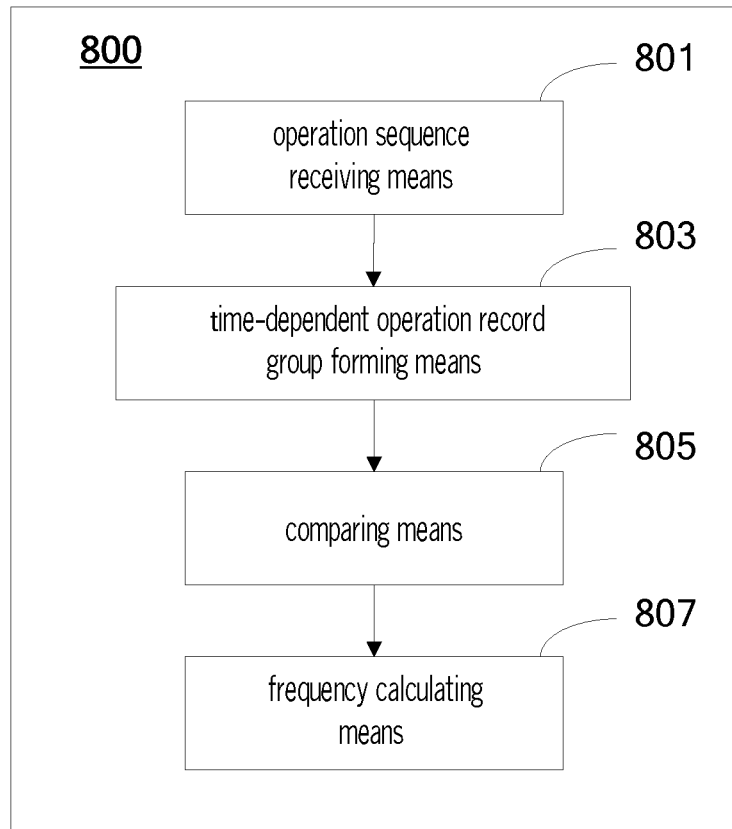 800
801
operation sequence
receiving means
803
time-dependent operation record
group forming means
805
comparing means
807
frequency calculating
means